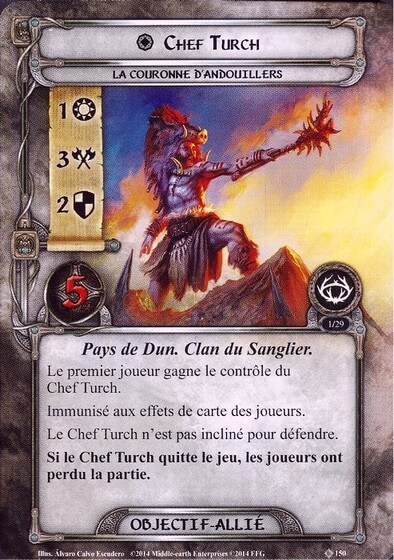 Chef Turch
La Couronne d'Andouillers
1
3
2
5
1/29
Pays de Dun. Clan du Sanglier.
Le premier joueur gagne le contrôle du
Chef Turch.
Immunisé aux effets de carte des joueurs.
Le Chef Turch n'est pas incliné pour défendre.
Si le Chef Turch quitte le jeu, les joueurs ont
perdu la partie.
Objectif-Allié
Illus. Álvaro Calvo Escudero ©2014 Middle-earth Enterprises ©2014 FFG
150